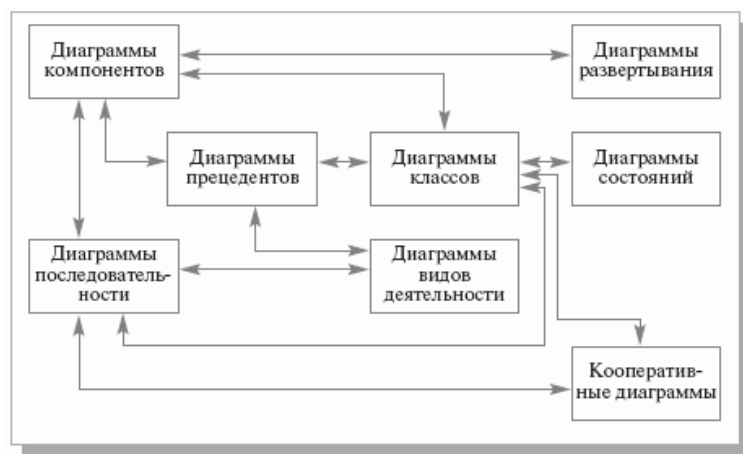 Диаграммы
компонентов
Диаграммы
развертывания
Диаграммы
прецедентов
Диаграммы
классов
Диаграммы
состояний
Диаграммы
последователь-
ности
Диаграммы
видов
деятельности
Кооператив-
ные диаграммы